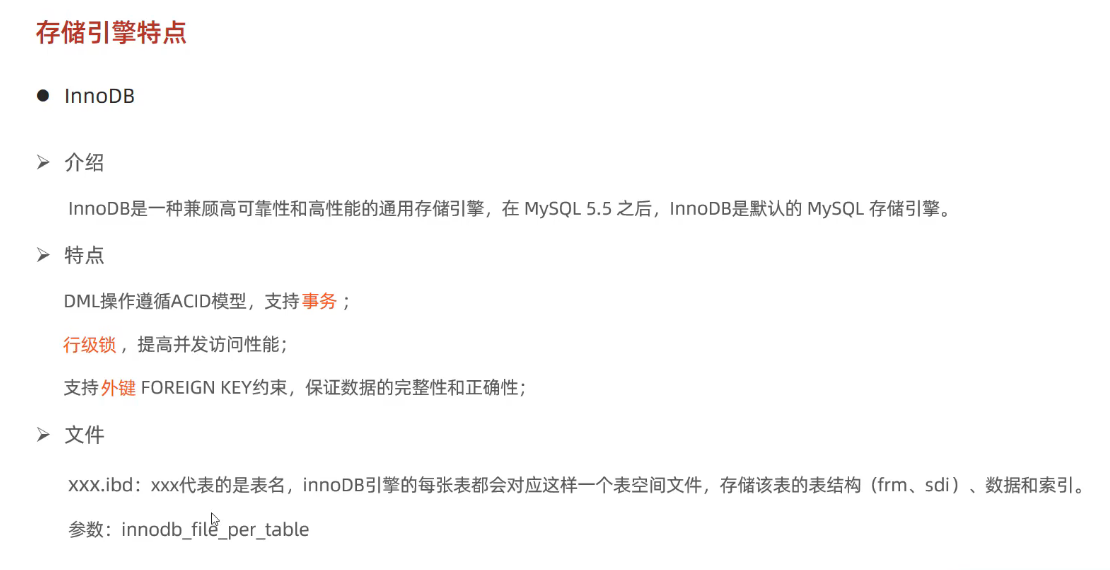 存储引擎特点
● InnoDB
➢ 介绍
InnoDB是一种兼顾高可靠性和高性能的通用存储引擎，在 MySQL 5.5 之后，InnoDB是默认的 MySQL 存储引擎。
➢ 特点
DML操作遵循ACID模型，支持事务；
行级锁，提高并发访问性能；
支持外键 FOREIGN KEY约束，保证数据的完整性和正确性；
➢ 文件
xxx.ibd：xxx代表的是表名，innoDB引擎的每张表都会对应这样一个表空间文件，存储该表的表结构（frm、sdi）、数据和索引。
参数：innodb_file_per_table